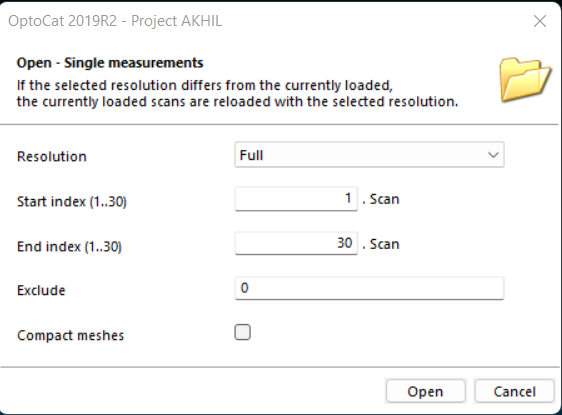 OptoCat 2019R2 - Project AKHIL
Open - Single measurements
If the selected resolution differs from the currently loaded,
the currently loaded scans are reloaded with the selected resolution.
Resolution Full
Start index (1..30) 1 . Scan
End index (1..30) 30 . Scan
Exclude 0
Compact meshes
Open Cancel